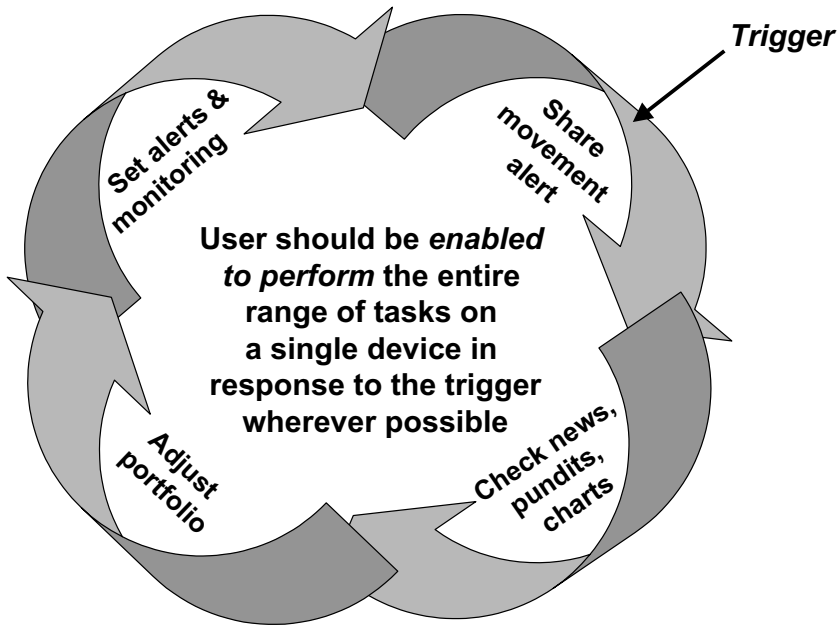 Trigger
Set alerts &
monitoring
Share
movement
alert
User should be enabled
to perform the entire
range of tasks on
a single device in
response to the trigger
wherever possible
Adjust
portfolio
Check news,
pundits,
charts